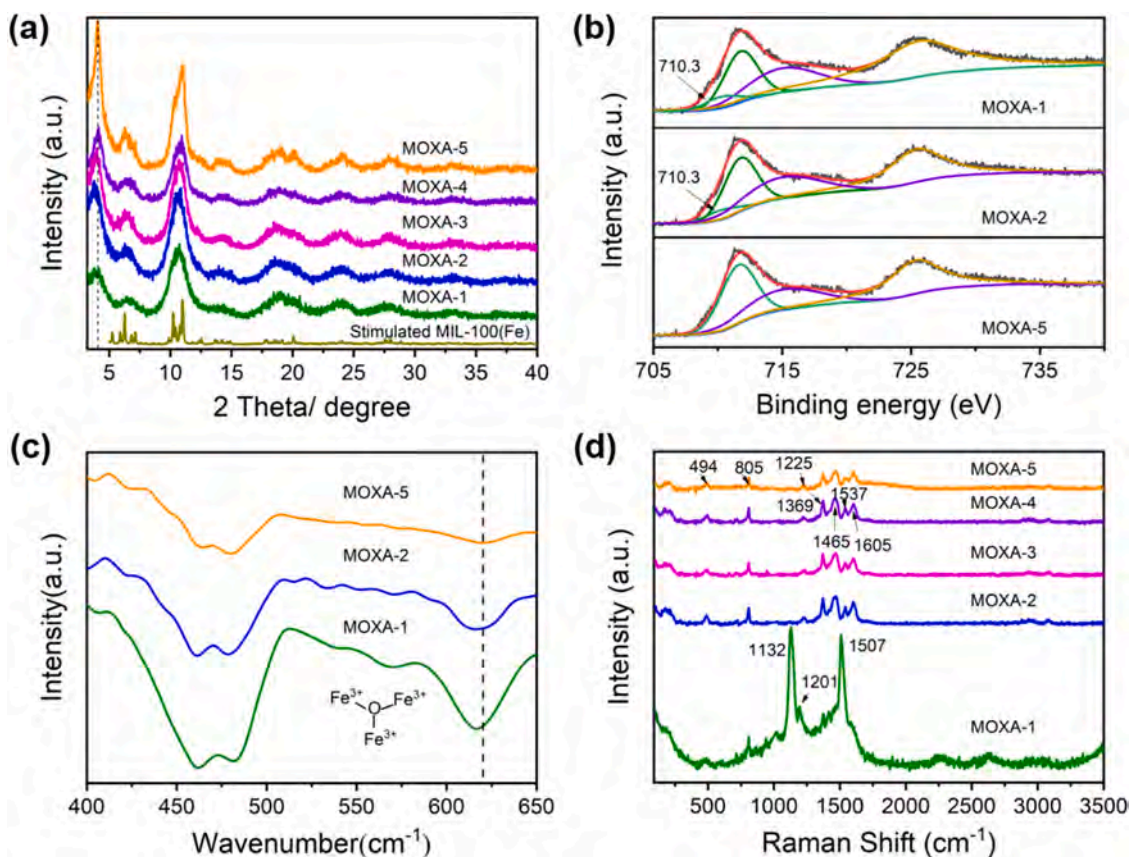 (a)
Intensity (a.u.)
MOXA-5
MOXA-4
MOXA-3
MOXA-2
MOXA-1
Stimulated MIL-100(Fe)
5 10 15 20 25 30 35 40
2 Theta/ degree
(b)
Intensity (a.u.)
710.3
MOXA-1
710.3
MOXA-2
MOXA-5
705 715 725 735
Binding energy (eV)
(c)
Intensity(a.u.)
MOXA-5
MOXA-2
MOXA-1
Fe³⁺ Fe³⁺
O
Fe³⁺
400 450 500 550 600 650
Wavenumber(cm⁻¹)
(d)
Intensity (a.u.)
494 805 1225 MOXA-5
1369 1537 MOXA-4
1465 1605
MOXA-3
MOXA-2
1132 1507
1201
MOXA-1
500 1000 1500 2000 2500 3000 3500
Raman Shift (cm⁻¹)